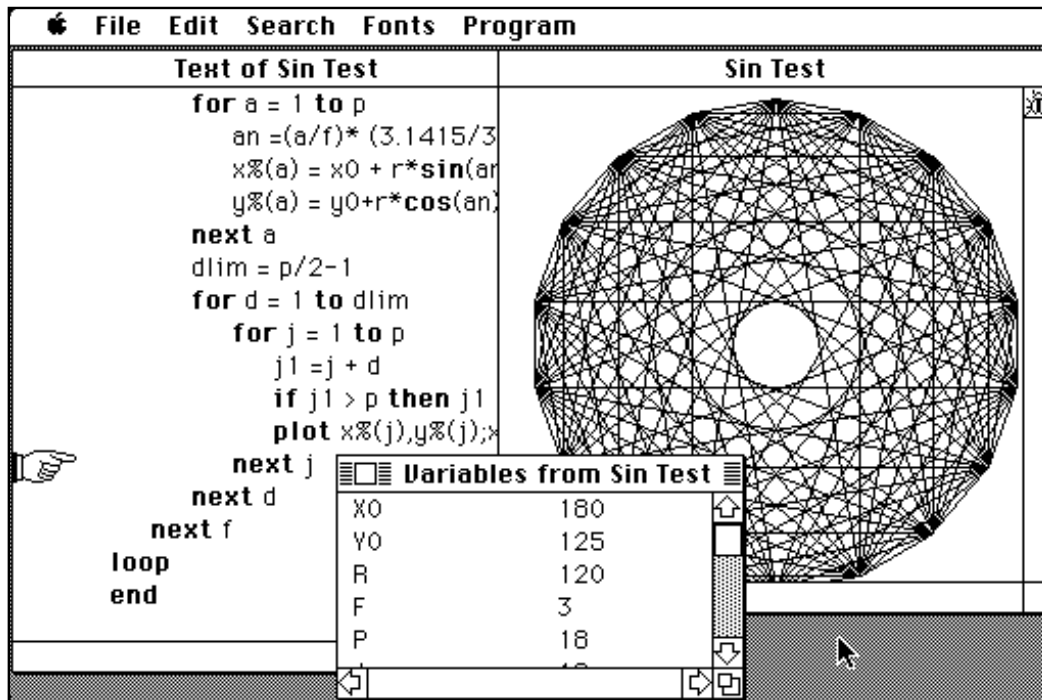 File Edit Search Fonts Program
Text of Sin Test
for a = 1 to p
an =(a/f)* (3.1415/3
x%(a) = x0 + r*sin(an
y%(a) = y0+r*cos(an)
next a
dlim = p/2-1
for d = 1 to dlim
for j = 1 to p
j1 =j + d
if j1 > p then j1
plot x%(j),y%(j);x
next j
next d
next f
loop
end
Sin Test
Variables from Sin Test
X0 180
Y0 125
R 120
F 3
P 18